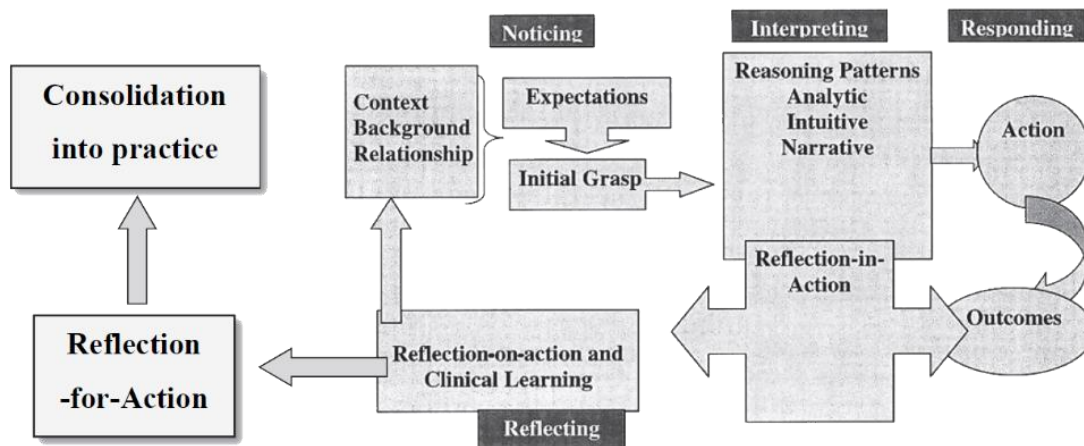 Noticing
Interpreting
Responding
Consolidation
into practice
Context
Background
Relationship
Expectations
Initial Grasp
Reasoning Patterns
Analytic
Intuitive
Narrative
Action
Reflection-in-
Action
Outcomes
Reflection-on-action and
Clinical Learning
Reflecting
Reflection
-for-Action